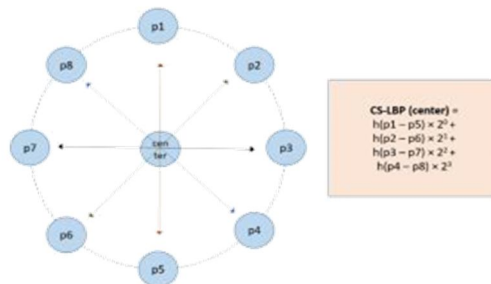 p1
p8
p2
p7
cen
ter
p3
p6
p4
p5
CS-LBP (center) =
h(p1 – p5) × 2⁰ +
h(p2 – p6) × 2¹ +
h(p3 – p7) × 2² +
h(p4 – p8) × 2³